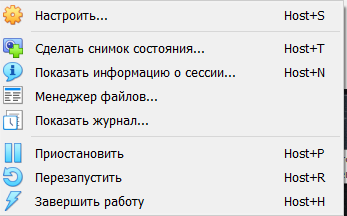 Настроить... Host+S
Сделать снимок состояния... Host+T
Показать информацию о сессии... Host+N
Менеджер файлов...
Показать журнал...
Приостановить Host+P
Перезапустить Host+R
Завершить работу Host+H